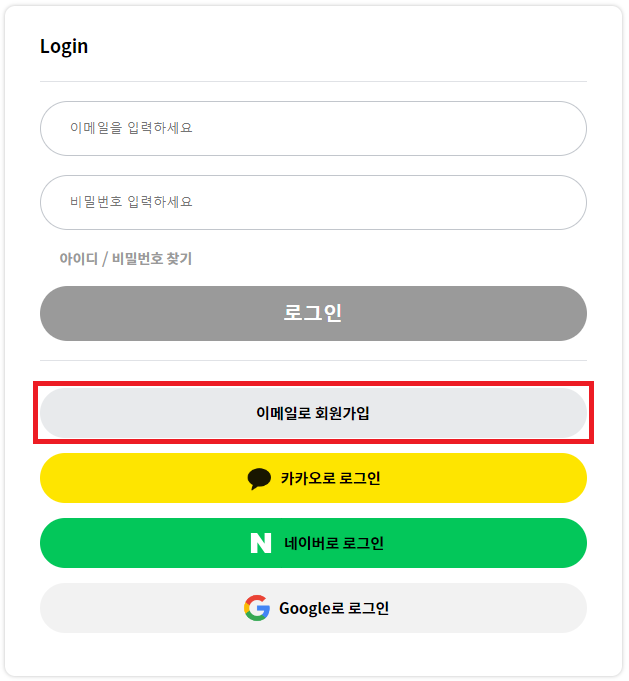 Login
이메일을 입력하세요
비밀번호 입력하세요
아이디 / 비밀번호 찾기
로그인
이메일로 회원가입
카카오로 로그인
N 네이버로 로그인
G Google로 로그인